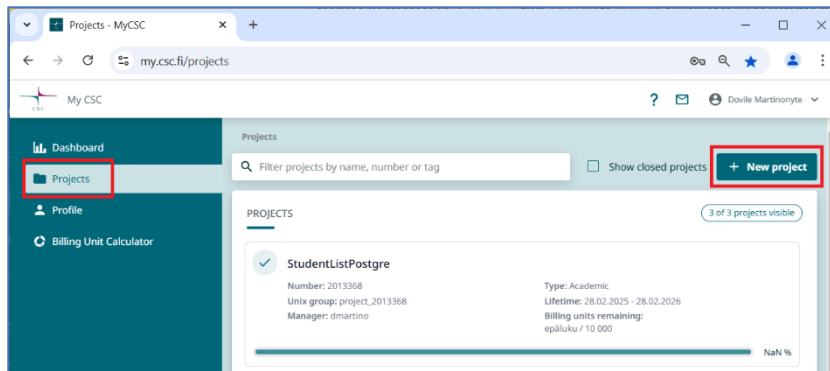 Projects - MyCSC
my.csc.fi/projects
CSC
My CSC
? Dovile Martinonyte
Dashboard
Projects
Profile
Billing Unit Calculator
Projects
Filter projects by name, number or tag
Show closed projects
+ New project
PROJECTS
3 of 3 projects visible
StudentListPostgre
Number: 2013368
Unix group: project_2013368
Manager: dmartino
Type: Academic
Lifetime: 28.02.2025 - 28.02.2026
Billing units remaining:
epäluku / 10 000
NaN %